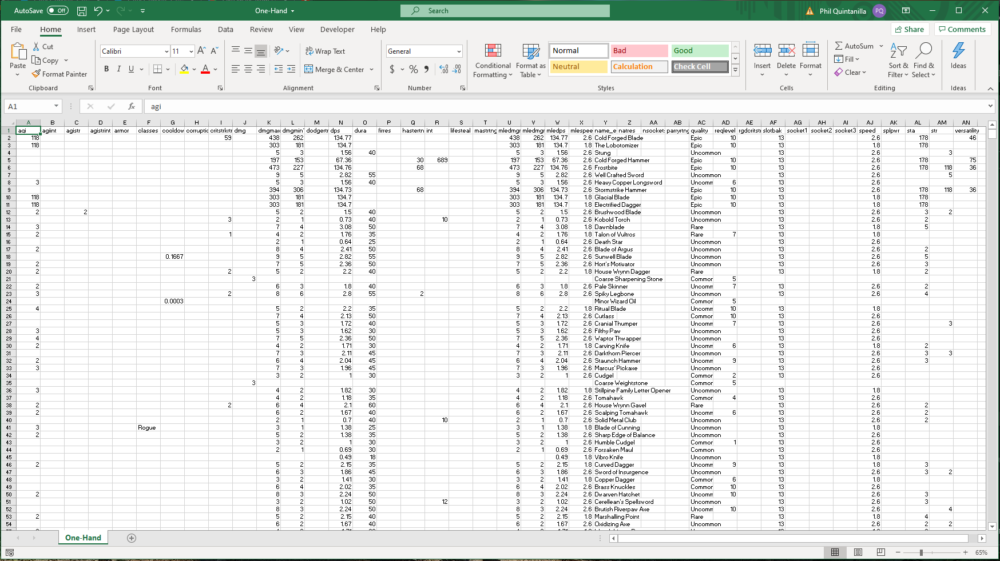 AutoSave Off One-Hand Search Phil Quintanilla PQ
File Home Insert Page Layout Formulas Data Review View Developer Help Share Comments
Cut Calibri 11 Wrap Text General Normal Bad Good AutoSum
Copy Conditional Format as Insert Delete Format Fill Sort & Find & Ideas
Paste Format Painter B I U Merge & Center $ % 9 Formatting Table Neutral Calculation Check Cell Clear Filter Select
Clipboard Font Alignment Number Styles Cells Editing Ideas
A1 fx agi
A B C D E F G H I J K L M N O P Q R S T U V W X Y Z AA AB AC AD AE AF AG AH AI AJ AK AL AM AN
1 agi agiint agistr agistrint armor classes cooldow corruptic critstrkrtr dmg dmgmax dmgmin dodgertr dps dura firres hastertn int lifesteal mastrtng mledmgr mledmgr mledps mlespee name_e natres nsocket parryrtng quality reqlevel rgdcritstr slotbak socket1 socket2 socket3 speed splpwr sta str versatility
2 118 59 438 262 134.77 438 262 134.77 2.6 Cold Forged Blade Epic 10 13 2.6 178 46
3 118 303 181 134.7 303 181 134.7 1.8 The Lobotomizer Epic 10 13 1.8 178
4 5 3 1.56 40 5 3 1.56 2.6 Stung Uncommon 13 2.6 3
5 197 153 67.36 30 689 197 153 67.36 2.6 Cold Forged Hammer Epic 10 13 2.6 178 75
6 473 227 134.76 68 473 227 134.76 2.6 Frostbite Epic 10 13 2.6 178 118 36
7 9 5 2.82 55 9 5 2.82 2.6 Well Crafted Sword Uncommon 13 2.6 5
8 3 5 3 1.56 40 5 3 1.56 2.6 Heavy Copper Longsword Uncomm 6 13 2.6
9 394 306 134.73 68 394 306 134.73 2.6 Stormstrike Hammer Epic 10 13 2.6 178 118 36
10 118 303 181 134.7 303 181 134.7 1.8 Glacial Blade Epic 10 13 1.8 178
11 118 303 181 134.7 303 181 134.7 1.8 Electrified Dagger Epic 10 13 1.8 178
12 2 2 5 2 1.5 40 5 2 1.5 2.6 Brushwood Blade Uncommon 13 2.6 3 2
13 3 2 1 0.73 40 10 2 1 0.73 2.6 Kobold Torch Uncommon 13 2.6 2
14 3 7 4 3.08 50 7 4 3.08 1.8 Dawnblade Rare 13 1.8 5
15 2 1 4 2 1.76 35 4 2 1.76 1.8 Talon of Vultros Rare 7 13 1.8
16 2 1 0.64 25 2 1 0.64 2.6 Death Star Uncommon 13 2.6
17 2 8 4 2.41 50 8 4 2.41 2.6 Blade of Argus Uncommon 13 2.6 2
18 0.1667 9 5 2.82 55 9 5 2.82 2.6 Sunwell Blade Uncommon 13 2.6 5
19 2 7 5 2.36 50 7 5 2.36 2.6 Hort's Motivator Uncommon 13 2.6 3
20 2 2 5 2 2.2 40 5 2 2.2 1.8 House Wrynn Dagger Rare 13 1.8 2
21 3 Coarse Sharpening Stone Commor 5
22 2 6 3 1.8 40 6 3 1.8 2.6 Pale Skinner Uncomm 7 13 2.6 2
23 3 2 8 6 2.8 55 2 8 6 2.8 2.6 Spiky Legbone Uncommon 13 2.6 4
24 0.0003 Minor Wizard Oil Commor 5
25 4 5 2 2.2 35 5 2 2.2 1.8 Ritual Blade Uncomm 10 13 1.8
26 7 4 2.13 50 7 4 2.13 2.6 Cutlass Commor 10 13 2.6
27 5 3 1.72 40 5 3 1.72 2.6 Cranial Thumper Uncomm 7 13 2.6 3
28 3 5 3 1.62 30 5 3 1.62 2.6 Filthy Paw Uncommon 13 2.6
29 4 7 5 2.36 50 7 5 2.36 2.6 Waptor Thwapper Uncommon 13 2.6
30 2 4 2 1.71 30 4 2 1.71 1.8 Carving Knife Uncomm 6 13 1.8 2
31 7 3 2.11 45 7 3 2.11 2.6 Darkthorn Piercer Uncommon 13 2.6 3 3
32 2 6 4 2.04 45 6 4 2.04 2.6 Staunch Hammer Uncomm 9 13 2.6 3
33 3 7 3 1.96 45 7 3 1.96 2.6 Marcus' Pickaxe Uncommon 13 2.6
34 3 2 1 30 3 2 1 2.6 Cudgel Commor 2 13 2.6
35 3 Coarse Weightstone Commor 5
36 3 4 2 1.82 30 4 2 1.82 1.8 Stillpine Family Letter Opener Uncommon 13 1.8
37 4 2 1.18 35 4 2 1.18 2.6 Tomahawk Commor 4 13 2.6
38 2 2 6 4 2.1 60 6 4 2.1 2.6 House Wrynn Gavel Rare 13 2.6 2
39 2 6 2 1.67 40 6 2 1.67 2.6 Scalping Tomahawk Uncomm 6 13 2.6 2
40 2 1 0.7 40 10 2 1 0.7 2.6 Solid Metal Club Uncommon 13 2.6 2
41 3 Rogue 3 1 1.38 25 3 1 1.38 1.8 Blade of Cunning Uncommon 13 1.8
42 2 5 2 1.38 35 5 2 1.38 2.6 Sharp Edge of Balance Uncommon 13 2.6
43 3 2 1 30 3 2 1 2.6 Humble Cudgel Commor 1 13 2.6
44 2 1 0.69 30 2 1 0.69 2.6 Forsaken Maul Common 13 2.6
45 0.49 18 0.49 1.8 Vibro Knife Uncommon 13 1.8
46 2 5 2 2.15 35 5 2 2.15 1.8 Curved Dagger Uncomm 9 13 1.8 3
47 6 3 1.86 45 6 3 1.86 2.6 Sword of Insurgence Uncommon 13 2.6 3 2
48 3 2 1.41 30 3 2 1.41 1.8 Copper Dagger Commor 6 13 1.8
49 6 4 2.02 35 6 4 2.02 2.6 Brass Knuckles Commor 10 13 2.6
50 2 8 3 2.24 50 8 3 2.24 2.6 Dwarven Hatchet Uncomm 10 13 2.6 3
51 3 2 1.02 50 12 3 2 1.02 2.6 Cerellean's Spellsword Uncommon 13 2.6 3
52 8 3 2.24 50 8 3 2.24 2.6 Brutish Riverpaw Axe Uncomm 10 13 2.6 4
53 2 5 2 2.15 40 5 2 2.15 1.8 Marshalling Point Rare 13 1.8 4
54 6 2 1.67 40 6 2 1.67 2.6 Oxidizing Axe Uncommon 13 2.6 2 2
One-Hand
65%